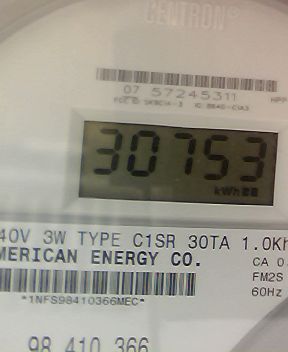 CENTRON®
07 57245311
30753
kWh
40V 3W TYPE C1SR 30TA 1.0Kh
MERICAN ENERGY CO.
CA 0
FM2S
60Hz
*1NFS98410366MEC*
98 410 366